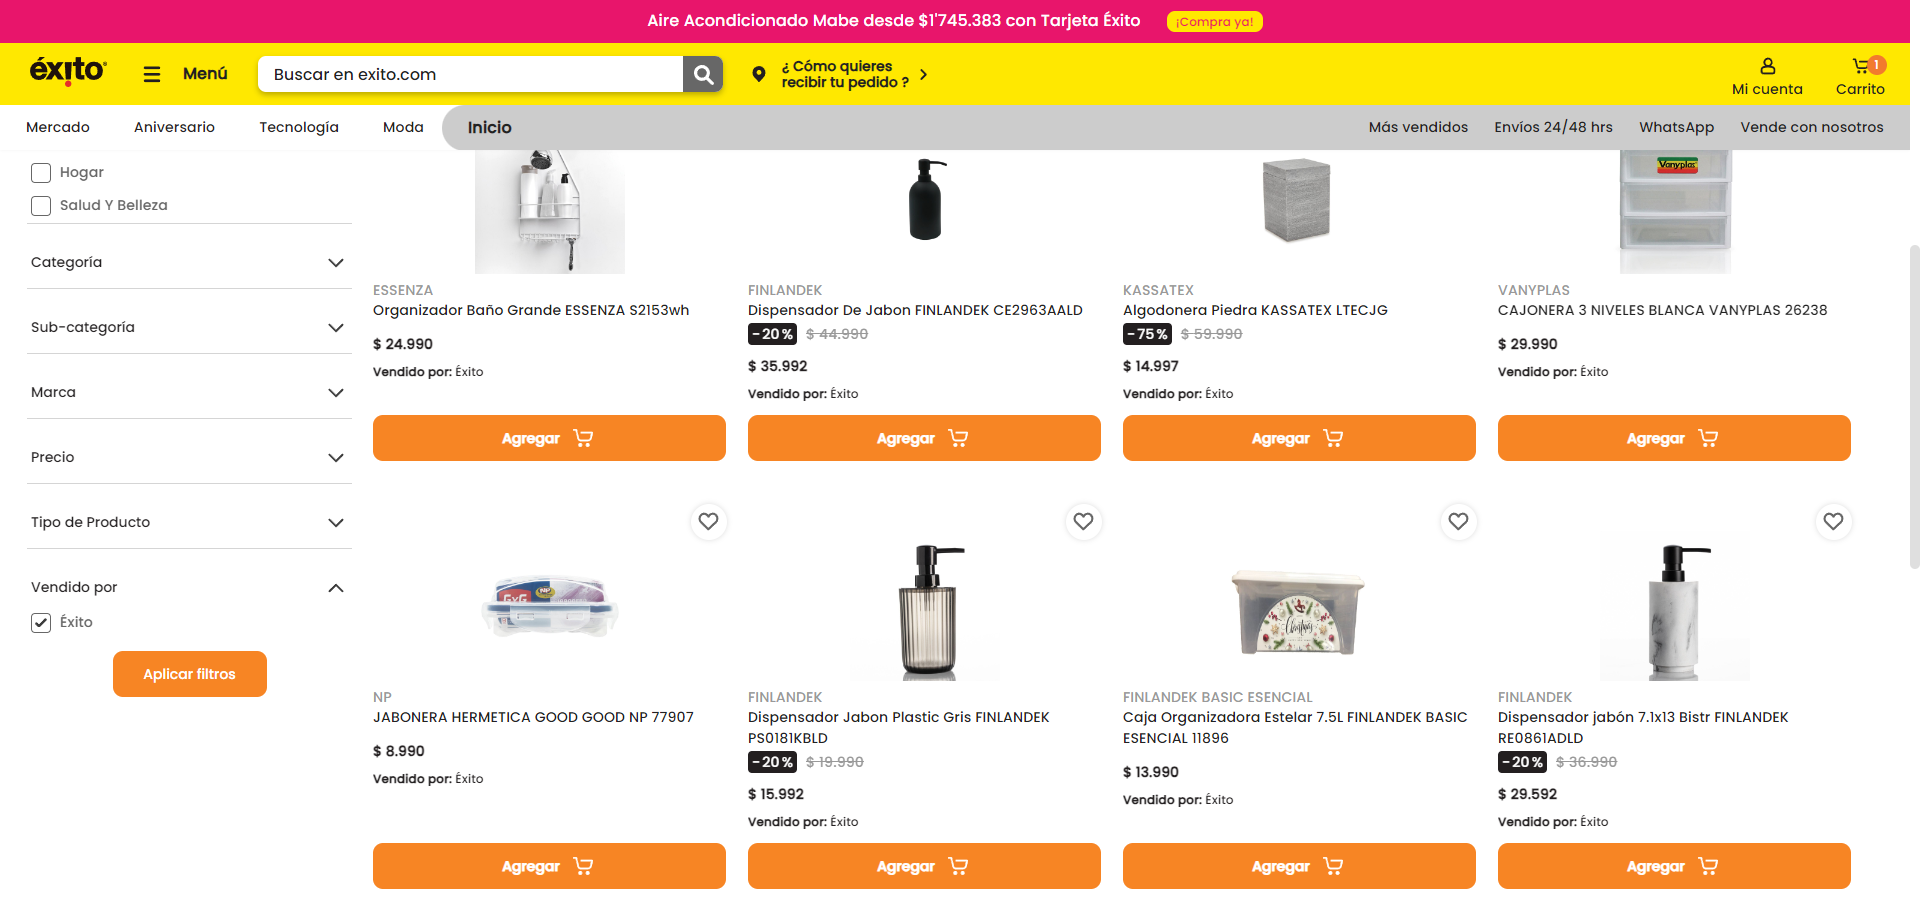 Aire Acondicionado Mabe desde $1'745.383 con Tarjeta Éxito
¡Compra ya!
éxito
Menú
Buscar en exito.com
¿ Cómo quieres
recibir tu pedido ?
Mi cuenta
1
Carrito
Mercado
Aniversario
Tecnología
Moda
Inicio
Más vendidos
Envíos 24/48 hrs
WhatsApp
Vende con nosotros
Hogar
Salud Y Belleza
Categoría
Sub-categoría
Marca
Precio
Tipo de Producto
Vendido por
Éxito
Aplicar filtros
ESSENZA
Organizador Baño Grande ESSENZA S2153wh
$ 24.990
Vendido por: Éxito
Agregar
FINLANDEK
Dispensador De Jabon FINLANDEK CE2963AALD
-20% $ 44.990
$ 35.992
Vendido por: Éxito
Agregar
KASSATEX
Algodonera Piedra KASSATEX LTECJG
-75% $ 59.990
$ 14.997
Vendido por: Éxito
Agregar
Vanyplas
VANYPLAS
CAJONERA 3 NIVELES BLANCA VANYPLAS 26238
$ 29.990
Vendido por: Éxito
Agregar
GxG
NP
NP
JABONERA HERMETICA GOOD GOOD NP 77907
$ 8.990
Vendido por: Éxito
Agregar
FINLANDEK
Dispensador Jabon Plastic Gris FINLANDEK
PS0181KBLD
-20% $ 19.990
$ 15.992
Vendido por: Éxito
Agregar
Christmas
FINLANDEK BASIC ESENCIAL
Caja Organizadora Estelar 7.5L FINLANDEK BASIC
ESENCIAL 11896
$ 13.990
Vendido por: Éxito
Agregar
FINLANDEK
Dispensador jabón 7.1x13 Bistr FINLANDEK
RE0861ADLD
-20% $ 36.990
$ 29.592
Vendido por: Éxito
Agregar